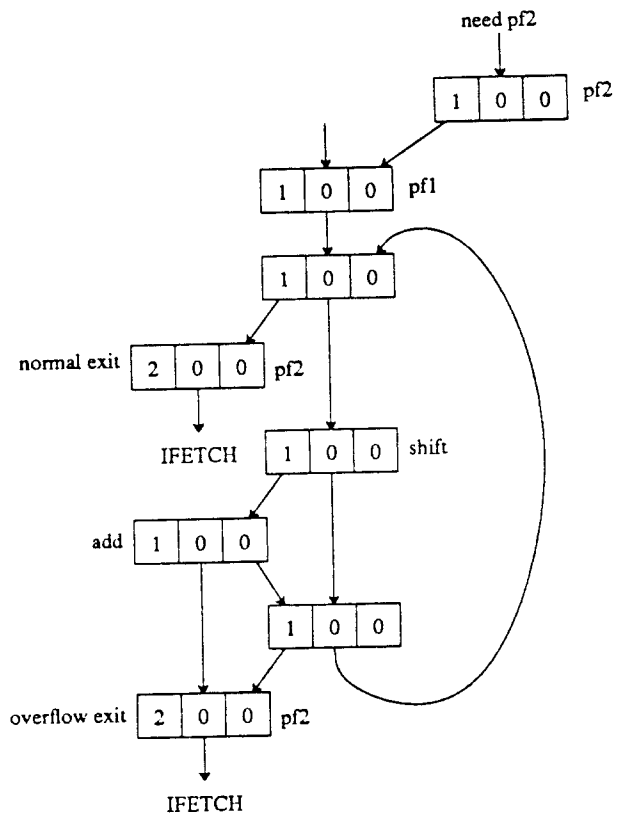 need pf2
1 0 0 pf2
1 0 0 pf1
1 0 0
normal exit 2 0 0 pf2
IFETCH
1 0 0 shift
add 1 0 0
1 0 0
overflow exit 2 0 0 pf2
IFETCH